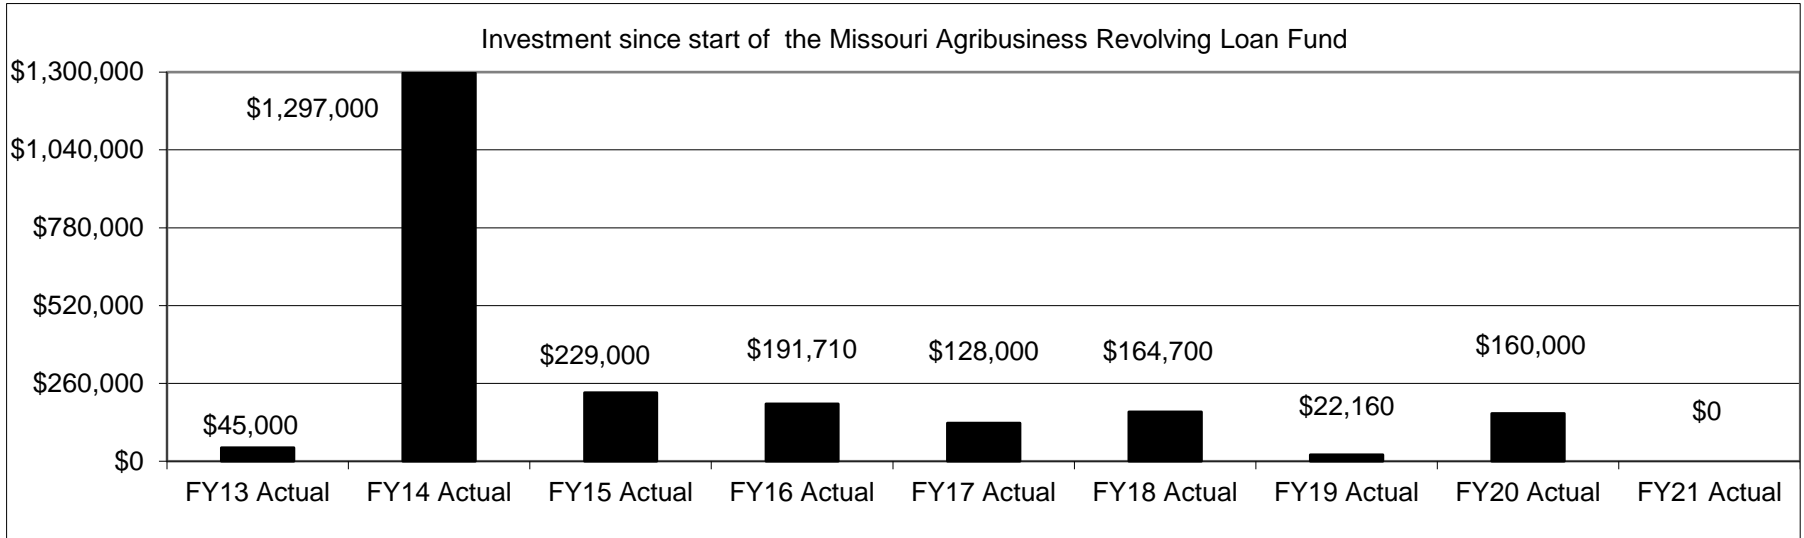 Investment since start of  the Missouri Agribusiness Revolving Loan Fund
$1,300,000
$1,297,000
$1,040,000
$780,000
$520,000
$229,000
$191,710
$128,000
$164,700
$160,000
$260,000
$45,000
$22,160
$0
$0
FY13 Actual
FY14 Actual
FY15 Actual
FY16 Actual
FY17 Actual
FY18 Actual
FY19 Actual
FY20 Actual
FY21 Actual